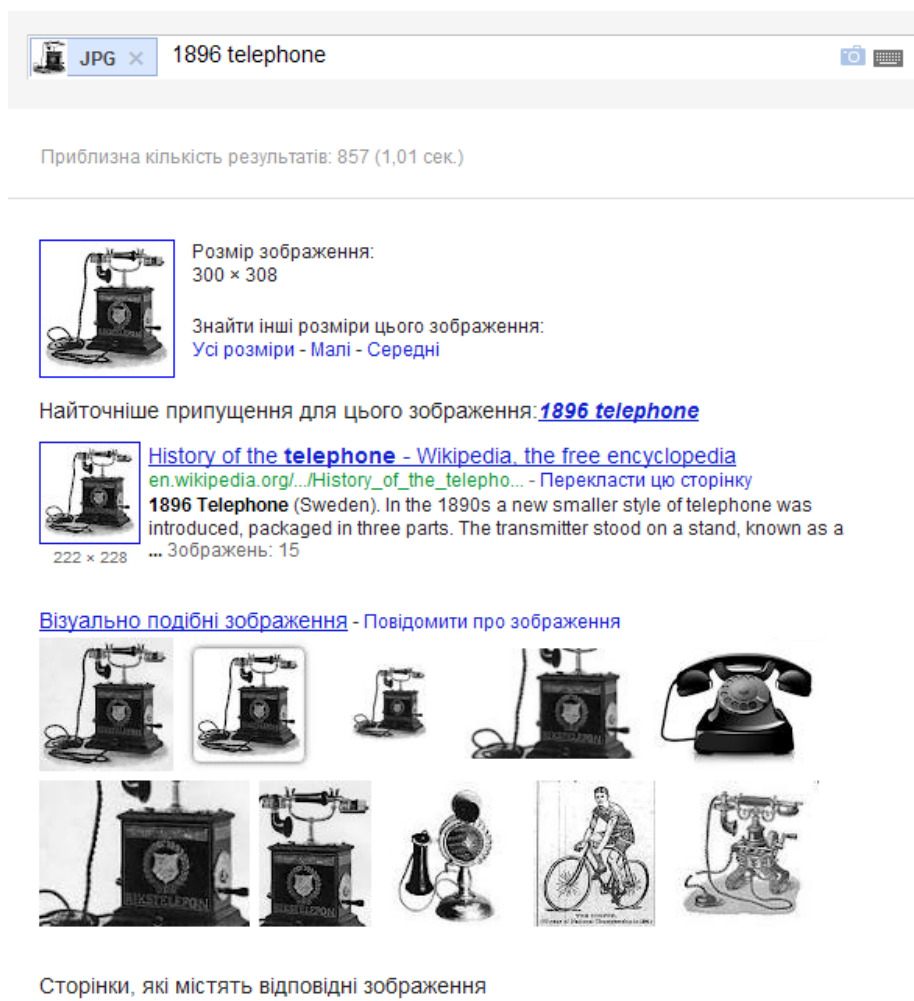 JPG × 1896 telephone
Приблизна кількість результатів: 857 (1,01 сек.)
Розмір зображення:
300 × 308
Знайти інші розміри цього зображення:
Усі розміри - Малі - Середні
Найточніше припущення для цього зображення: 1896 telephone
History of the telephone - Wikipedia, the free encyclopedia
en.wikipedia.org/.../History_of_the_telepho... - Перекласти цю сторінку
1896 Telephone (Sweden). In the 1890s a new smaller style of telephone was
introduced, packaged in three parts. The transmitter stood on a stand, known as a
... Зображень: 15
222 × 228
Візуально подібні зображення - Повідомити про зображення
RIKSTELEFON
RIKSTELEFON
RIKSTELEFON
Сторінки, які містять відповідні зображення